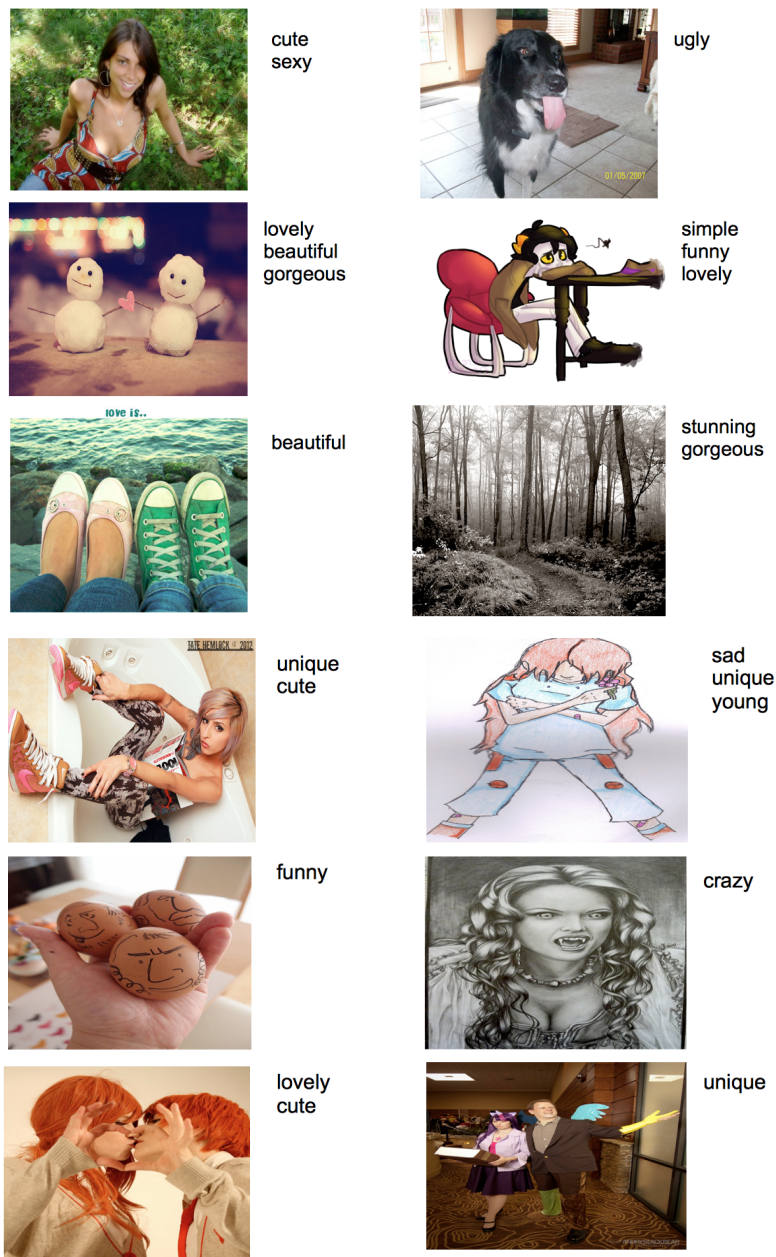 cute
sexy
ugly
01/05/2007
lovely
beautiful
gorgeous
simple
funny
lovely
love is..
beautiful
stunning
gorgeous
TATE HEMLOCK © 2012
unique
cute
sad
unique
young
funny
crazy
lovely
cute
unique